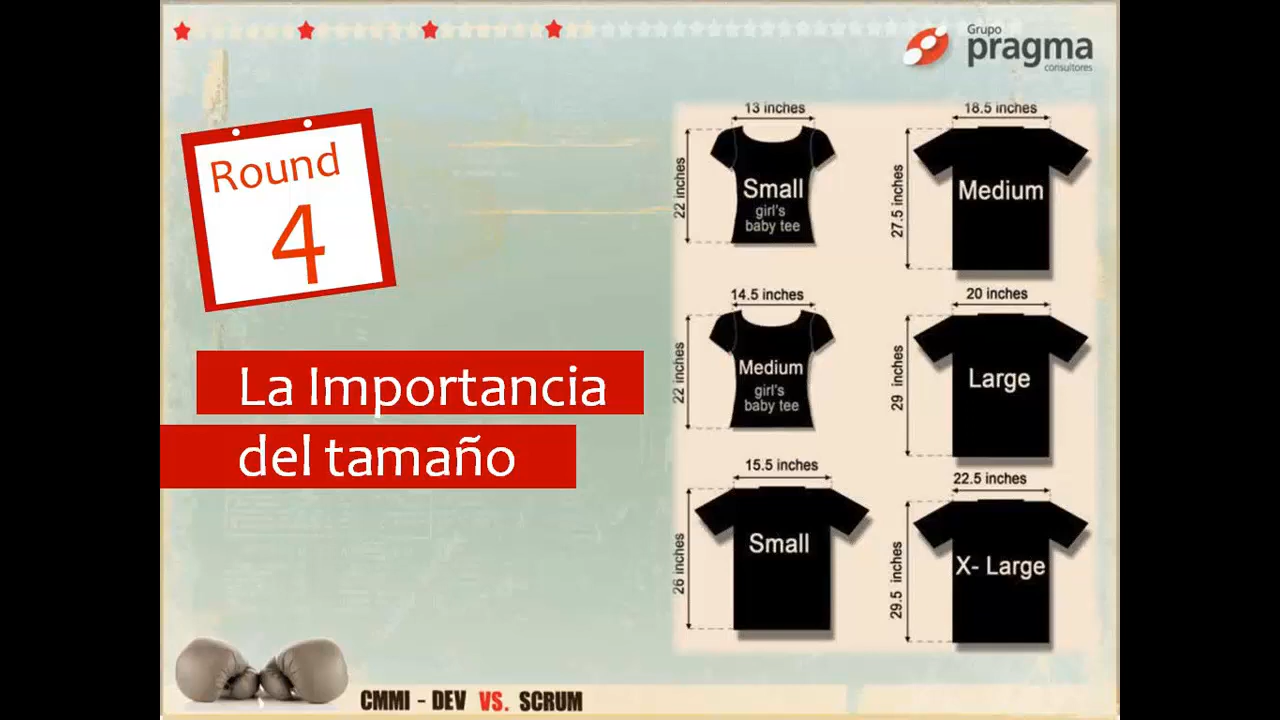 Grupo
pragma
consultores
Round
4
La Importancia
del tamaño
13 inches
22 inches
Small
girl's
baby tee
18.5 inches
27.5 inches
Medium
14.5 inches
22 inches
Medium
girl's
baby tee
20 inches
29 inches
Large
15.5 inches
26 inches
Small
22.5 inches
29.5 inches
X- Large
CMMI - DEV VS. SCRUM